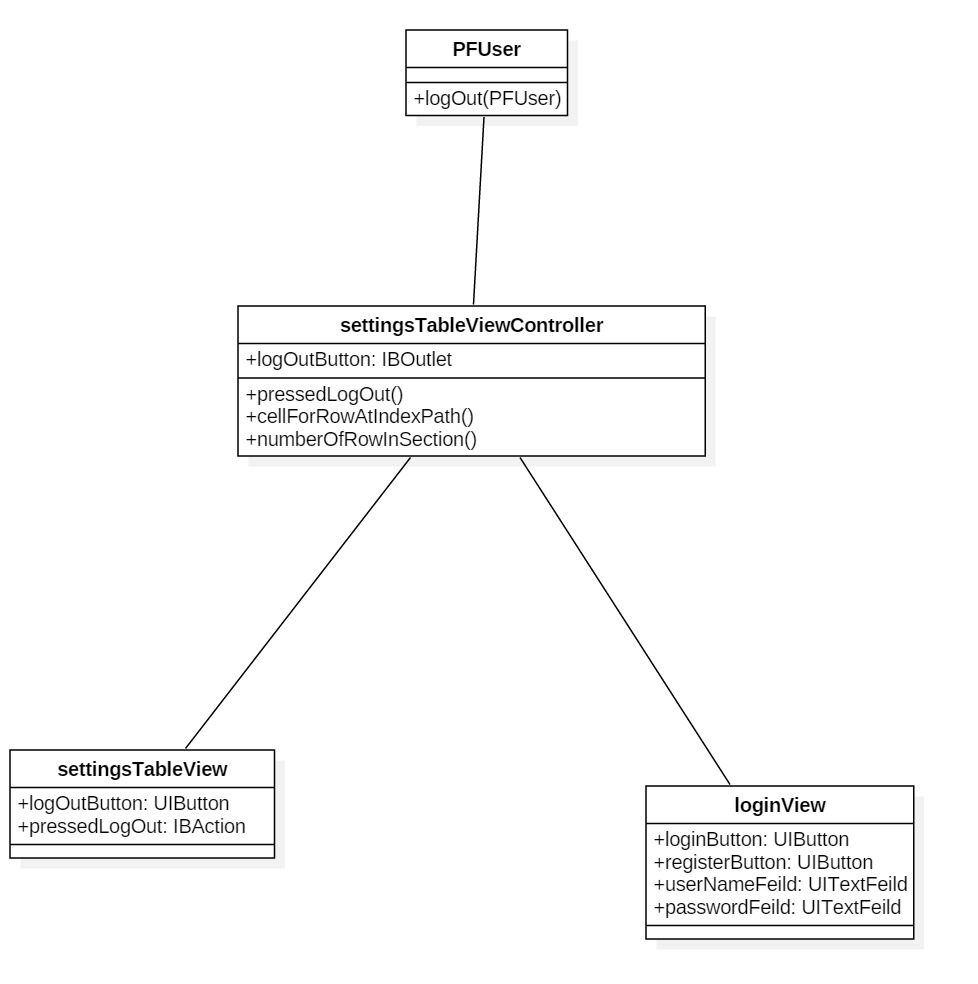 PFUser
+logOut(PFUser)
settingsTableViewController
+logOutButton: IBOutlet
+pressedLogOut()
+cellForRowAtIndexPath()
+numberOfRowInSection()
settingsTableView
+logOutButton: UIButton
+pressedLogOut: IBAction
loginView
+loginButton: UIButton
+registerButton: UIButton
+userNameFeild: UITextFeild
+passwordFeild: UITextFeild